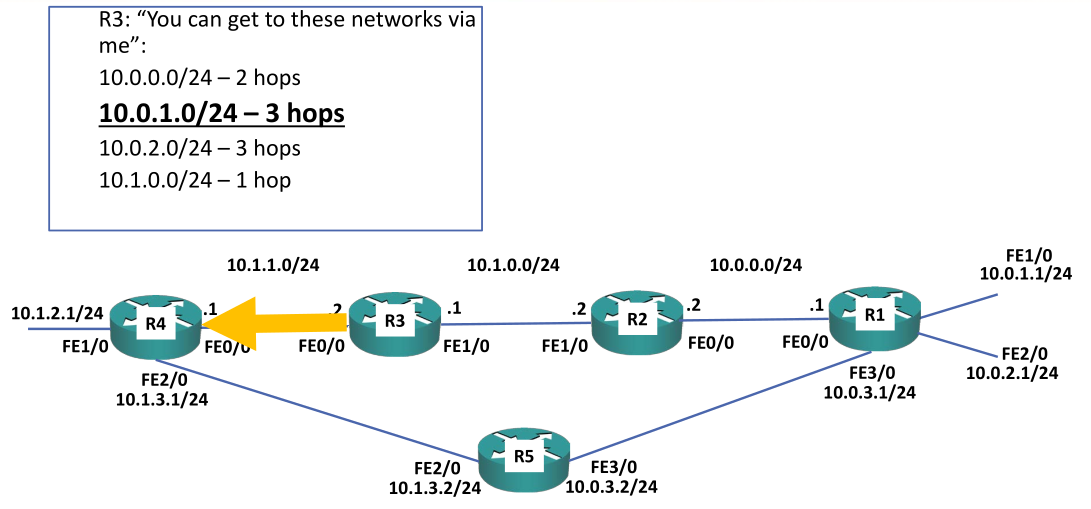 R3: “You can get to these networks via
me”:
10.0.0.0/24 – 2 hops
10.0.1.0/24 – 3 hops
10.0.2.0/24 – 3 hops
10.1.0.0/24 – 1 hop
10.1.1.0/24
10.1.0.0/24
10.0.0.0/24
FE1/0
10.0.1.1/24
10.1.2.1/24
FE1/0
R4
.1
FE0/0
.2
FE0/0
R3
.1
FE1/0
.2
FE1/0
R2
.2
FE0/0
.1
FE0/0
R1
FE2/0
10.0.2.1/24
FE2/0
10.1.3.1/24
FE3/0
10.0.3.1/24
R5
FE2/0
10.1.3.2/24
FE3/0
10.0.3.2/24